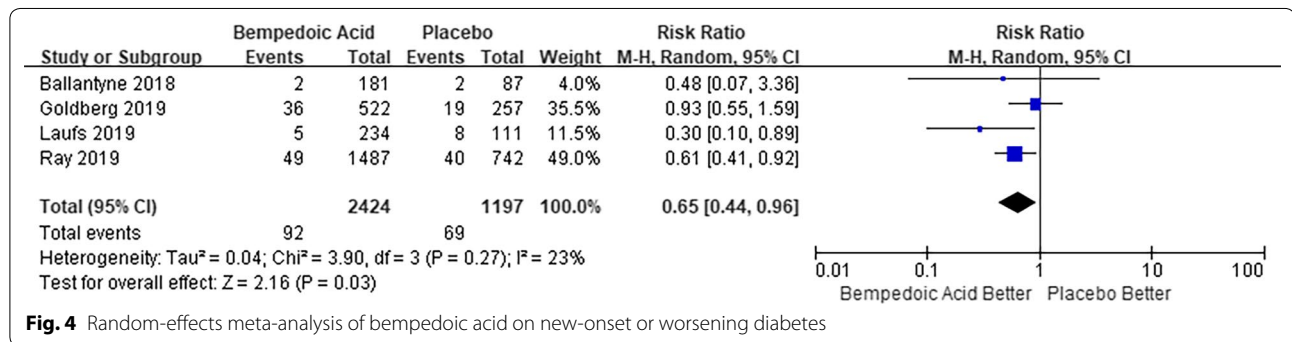 Bempedoic Acid Placebo Risk Ratio Risk Ratio
Study or Subgroup Events Total Events Total Weight M-H, Random, 95% CI M-H, Random, 95% CI
Ballantyne 2018 2 181 2 87 4.0% 0.48 [0.07, 3.36]
Goldberg 2019 36 522 19 257 35.5% 0.93 [0.55, 1.59]
Laufs 2019 5 234 8 111 11.5% 0.30 [0.10, 0.89]
Ray 2019 49 1487 40 742 49.0% 0.61 [0.41, 0.92]
Total (95% CI) 2424 1197 100.0% 0.65 [0.44, 0.96]
Total events 92 69
Heterogeneity: Tau² = 0.04; Chi² = 3.90, df = 3 (P = 0.27); I² = 23%
Test for overall effect: Z = 2.16 (P = 0.03)
0.01 0.1 1 10 100
Bempedoic Acid Better Placebo Better
Fig. 4 Random-effects meta-analysis of bempedoic acid on new-onset or worsening diabetes